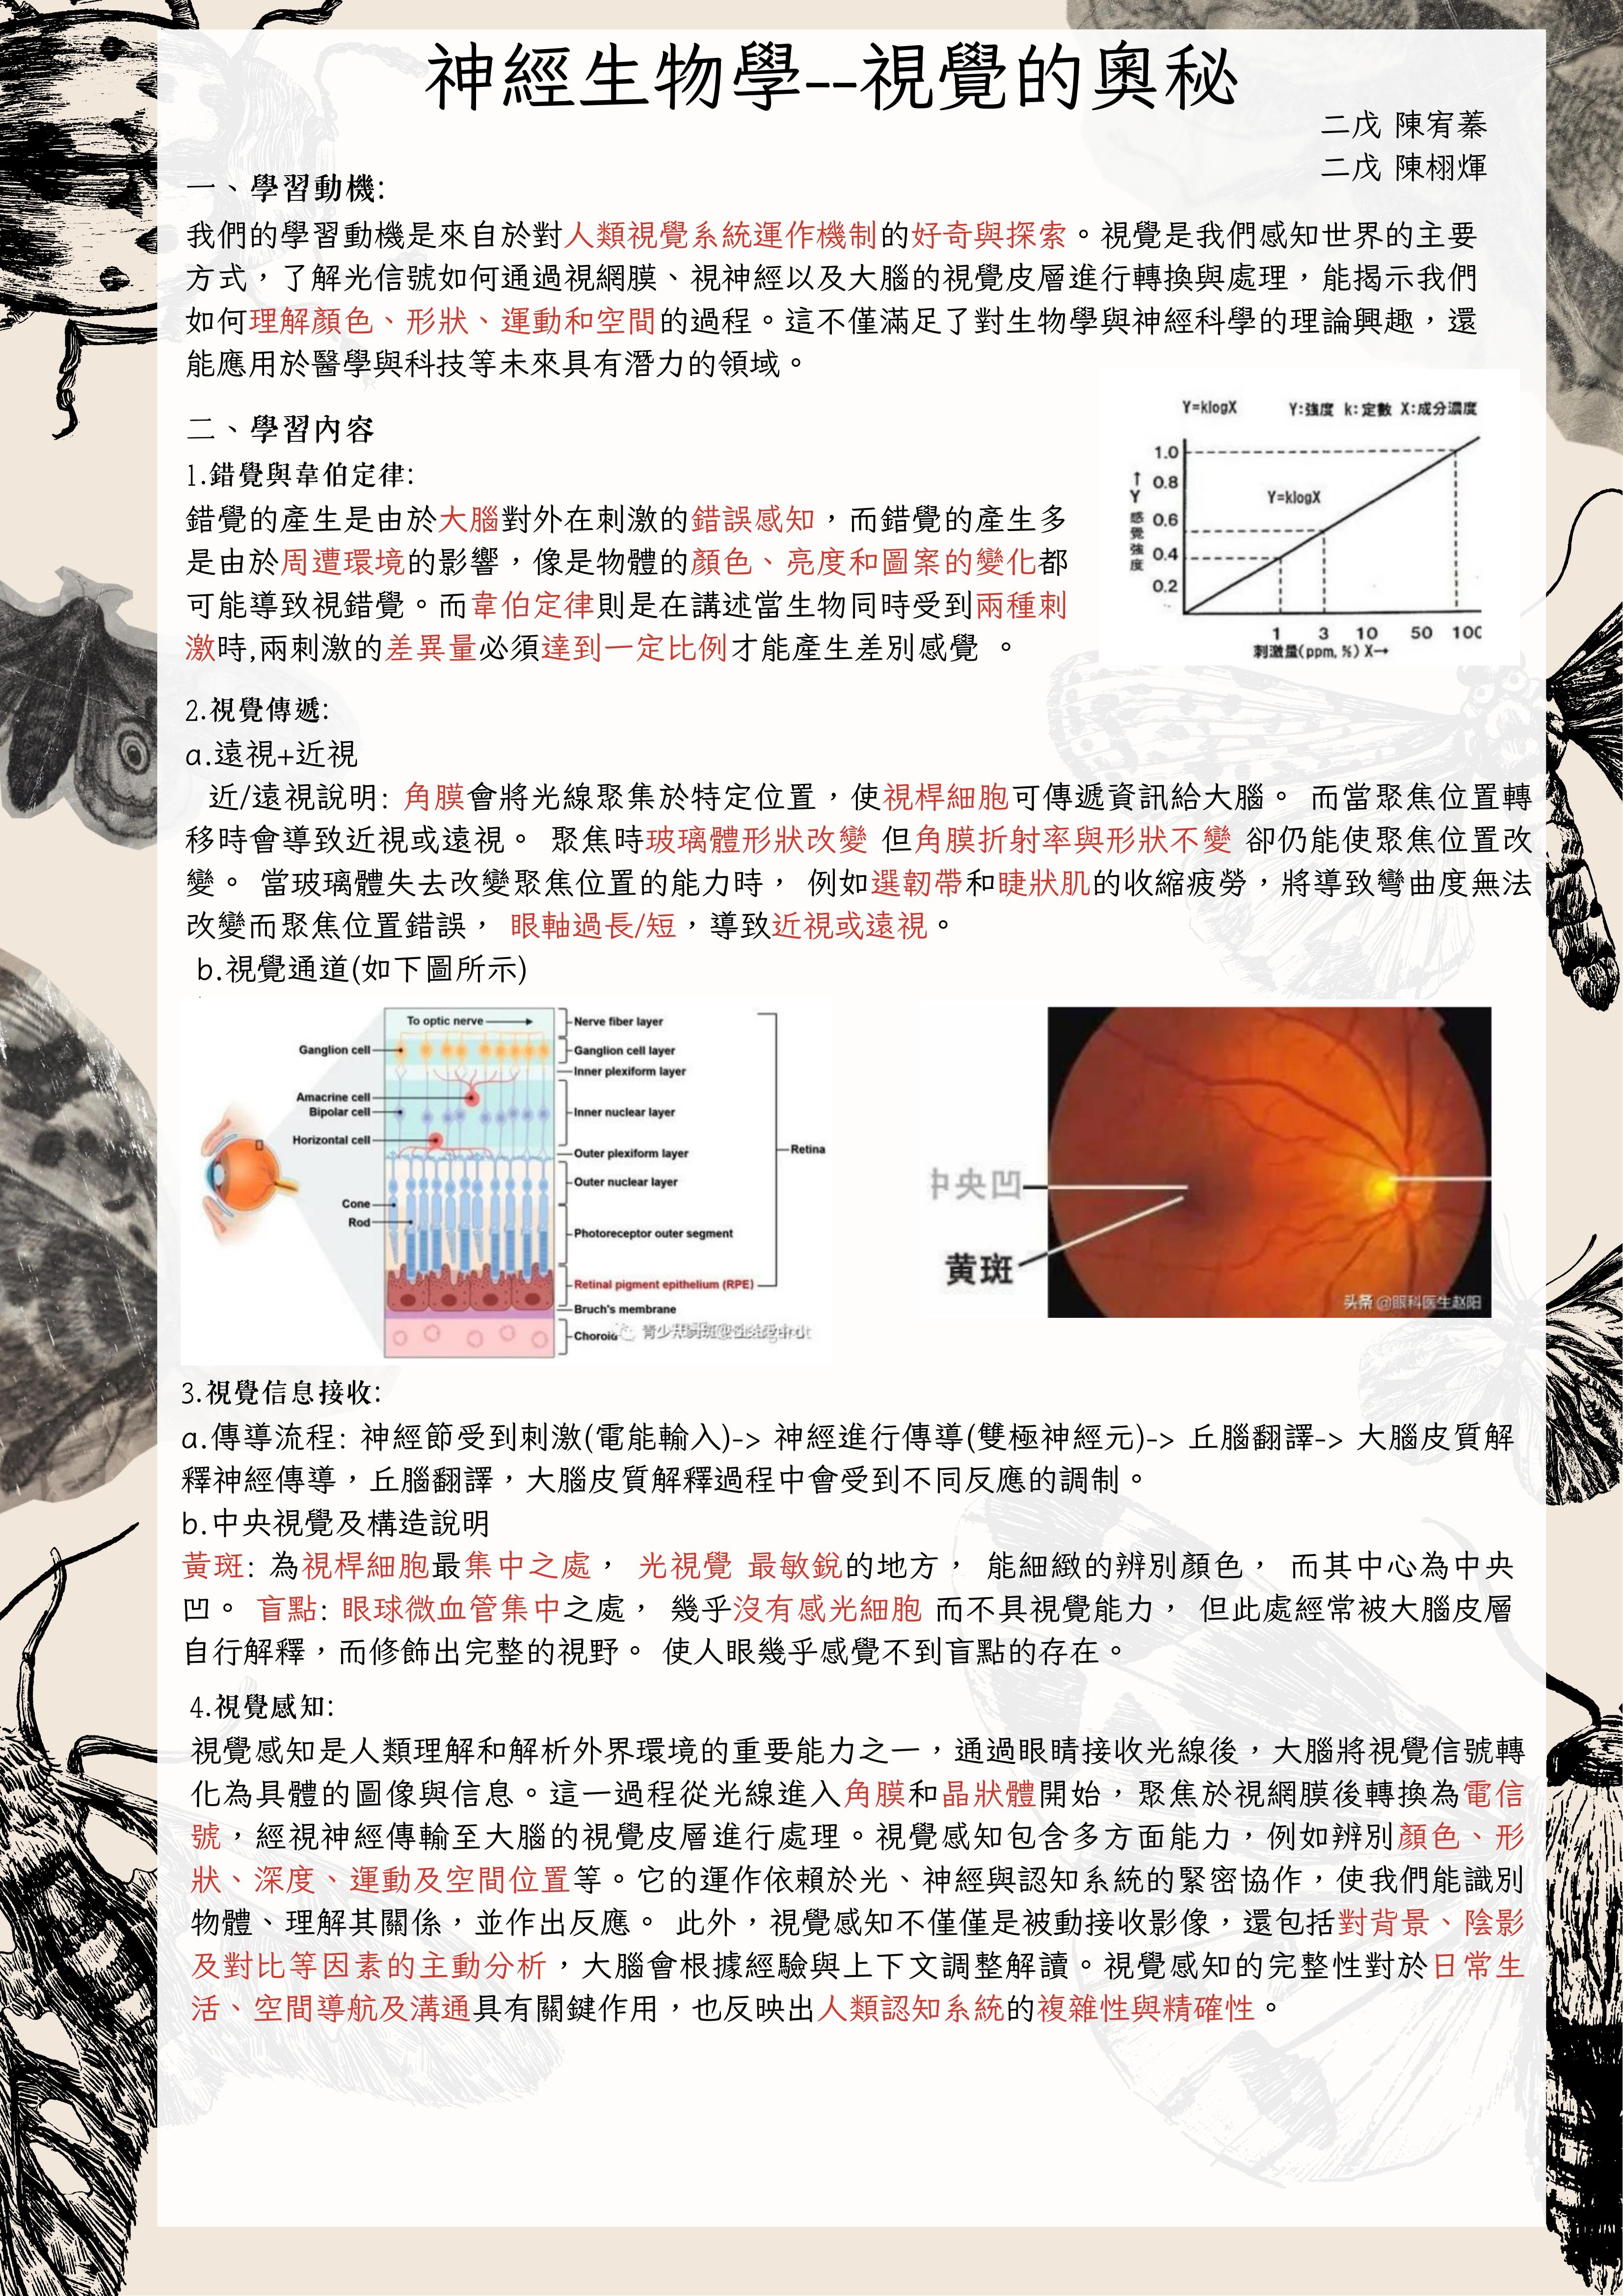 神經生物學--視覺的奧秘
二戊 陳宥蓁
二戊 陳栩煇
一、學習動機:
我們的學習動機是來自於對人類視覺系統運作機制的好奇與探索。視覺是我們感知世界的主要
方式，了解光信號如何通過視網膜、視神經以及大腦的視覺皮層進行轉換與處理，能揭示我們
如何理解顏色、形狀、運動和空間的過程。這不僅滿足了對生物學與神經科學的理論興趣，還
能應用於醫學與科技等未來具有潛力的領域。
二、學習內容
1.錯覺與韋伯定律:
錯覺的產生是由於大腦對外在刺激的錯誤感知，而錯覺的產生多
是由於周遭環境的影響，像是物體的顏色、亮度和圖案的變化都
可能導致視錯覺。而韋伯定律則是在講述當生物同時受到兩種刺
激時,兩刺激的差異量必須達到一定比例才能產生差別感覺 。
Y=klogX Y:強度 k:定數 X:成分濃度
1.0
0.8
0.6
0.4
0.2
↑Y 感覺強度
Y=klogX
1 3 10 50 100
刺激量(ppm, %) X→
2.視覺傳遞:
a.遠視+近視
近/遠視說明: 角膜會將光線聚集於特定位置，使視桿細胞可傳遞資訊給大腦。 而當聚焦位置轉
移時會導致近視或遠視。 聚焦時玻璃體形狀改變 但角膜折射率與形狀不變 卻仍能使聚焦位置改
變。 當玻璃體失去改變聚焦位置的能力時， 例如選韌帶和睫狀肌的收縮疲勞，將導致彎曲度無法
改變而聚焦位置錯誤， 眼軸過長/短，導致近視或遠視。
b.視覺通道(如下圖所示)
To optic nerve
Ganglion cell
Amacrine cell
Bipolar cell
Horizontal cell
Cone
Rod
Nerve fiber layer
Ganglion cell layer
Inner plexiform layer
Inner nuclear layer
Outer plexiform layer
Outer nuclear layer
Photoreceptor outer segment
Retinal pigment epithelium (RPE)
Bruch's membrane
Choroid
Retina
中央凹
黄斑
头条 @眼科医生赵阳
3.視覺信息接收:
a.傳導流程: 神經節受到刺激(電能輸入)-> 神經進行傳導(雙極神經元)-> 丘腦翻譯-> 大腦皮質解
釋神經傳導，丘腦翻譯，大腦皮質解釋過程中會受到不同反應的調制。
b.中央視覺及構造說明
黃斑: 為視桿細胞最集中之處， 光視覺 最敏銳的地方， 能細緻的辨別顏色， 而其中心為中央
凹。 盲點: 眼球微血管集中之處， 幾乎沒有感光細胞 而不具視覺能力， 但此處經常被大腦皮層
自行解釋，而修飾出完整的視野。 使人眼幾乎感覺不到盲點的存在。
4.視覺感知:
視覺感知是人類理解和解析外界環境的重要能力之一，通過眼睛接收光線後，大腦將視覺信號轉
化為具體的圖像與信息。這一過程從光線進入角膜和晶狀體開始，聚焦於視網膜後轉換為電信
號，經視神經傳輸至大腦的視覺皮層進行處理。視覺感知包含多方面能力，例如辨別顏色、形
狀、深度、運動及空間位置等。它的運作依賴於光、神經與認知系統的緊密協作，使我們能識別
物體、理解其關係，並作出反應。 此外，視覺感知不僅僅是被動接收影像，還包括對背景、陰影
及對比等因素的主動分析，大腦會根據經驗與上下文調整解讀。視覺感知的完整性對於日常生
活、空間導航及溝通具有關鍵作用，也反映出人類認知系統的複雜性與精確性。